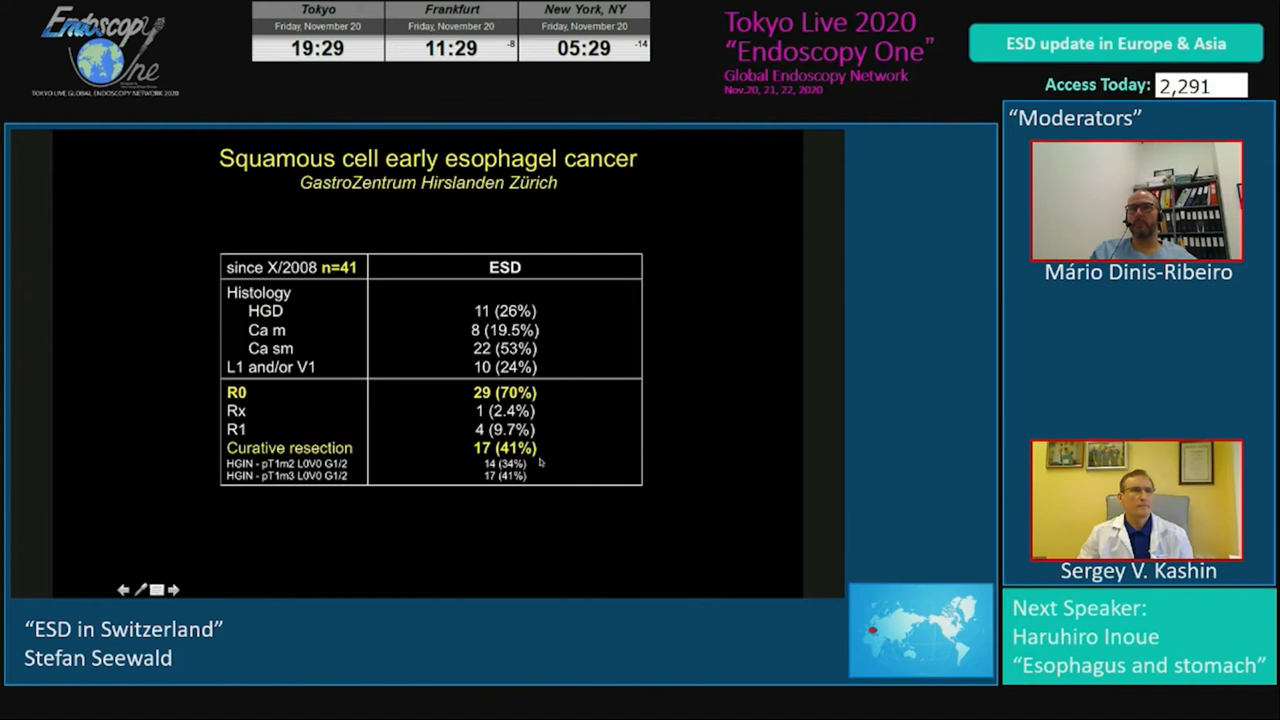 Endoscopy
One
TOKYO LIVE GLOBAL ENDOSCOPY NETWORK 2020
Tokyo
Friday, November 20
19:29
Frankfurt
Friday, November 20
11:29 -8
New York, NY
Friday, November 20
05:29 -14
Tokyo Live 2020
“Endoscopy One”
Global Endoscopy Network
Nov.20, 21, 22, 2020
ESD update in Europe & Asia
Access Today: 2,291
“Moderators”
Mário Dinis-Ribeiro
Sergey V. Kashin
Squamous cell early esophagel cancer
GastroZentrum Hirslanden Zürich
since X/2008 n=41 ESD
Histology
HGD 11 (26%)
Ca m 8 (19.5%)
Ca sm 22 (53%)
L1 and/or V1 10 (24%)
R0 29 (70%)
Rx 1 (2.4%)
R1 4 (9.7%)
Curative resection 17 (41%)
HGIN - pT1m2 L0V0 G1/2 14 (34%)
HGIN - pT1m3 L0V0 G1/2 17 (41%)
“ESD in Switzerland”
Stefan Seewald
Next Speaker:
Haruhiro Inoue
“Esophagus and stomach”